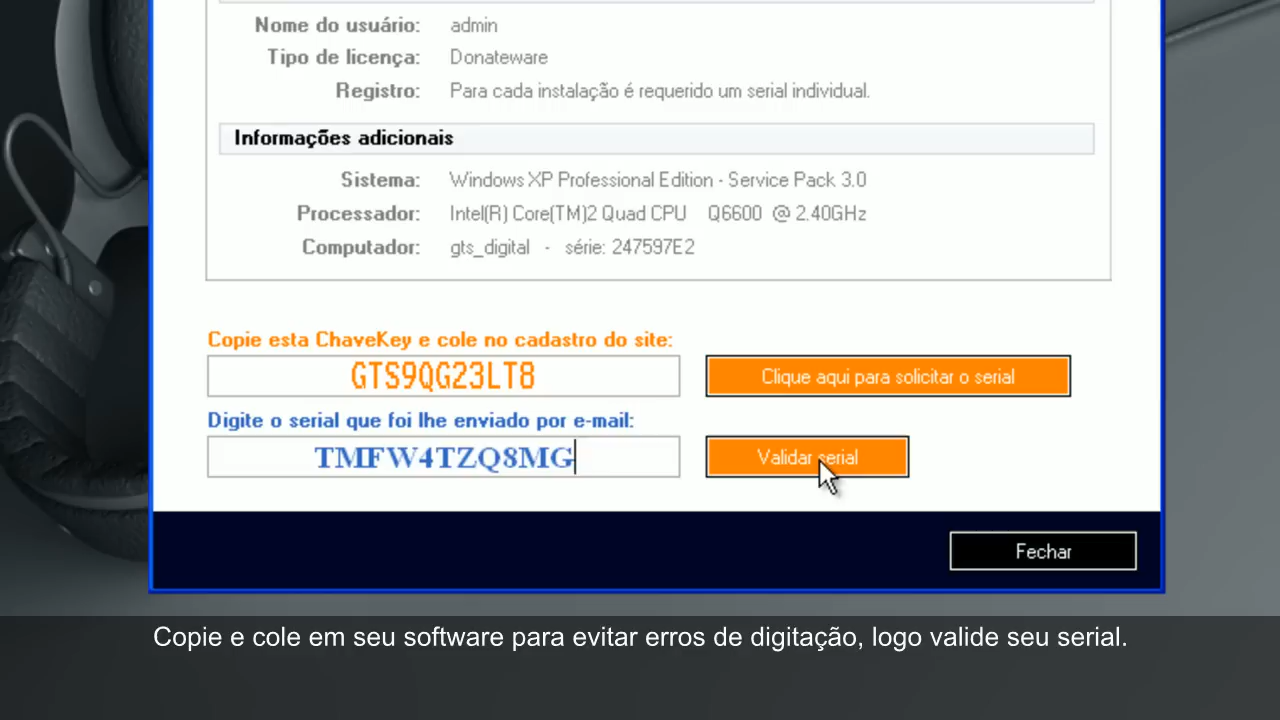 Nome do usuário: admin
Tipo de licença: Donateware
Registro: Para cada instalação é requerido um serial individual.
Informações adicionais
Sistema: Windows XP Professional Edition - Service Pack 3.0
Processador: Intel(R) Core(TM)2 Quad CPU Q6600 @ 2.40GHz
Computador: gts_digital - série: 247597E2
Copie esta ChaveKey e cole no cadastro do site:
GTS9QG23LT8 Clique aqui para solicitar o serial
Digite o serial que foi lhe enviado por e-mail:
TMFW4TZQ8MG Validar serial
Fechar
Copie e cole em seu software para evitar erros de digitação, logo valide seu serial.